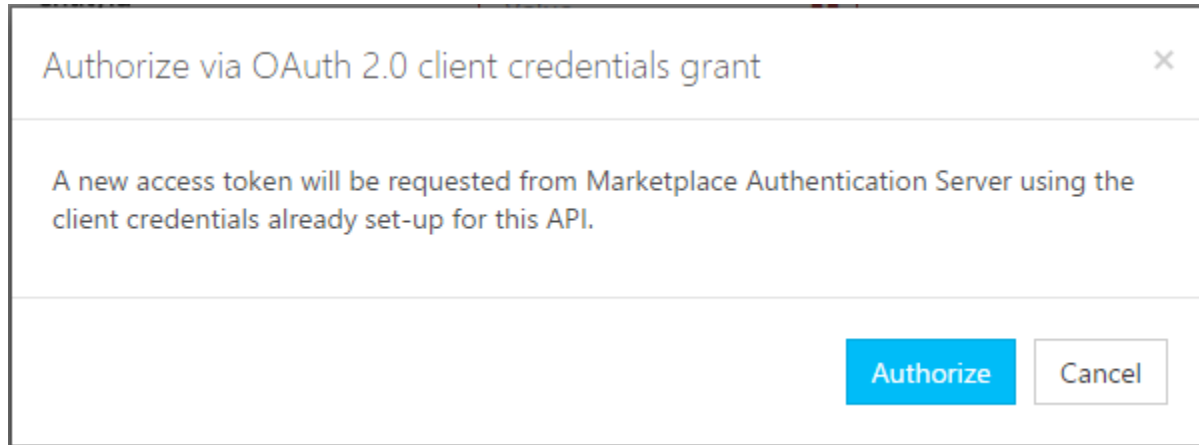 Authorize via OAuth 2.0 client credentials grant
A new access token will be requested from Marketplace Authentication Server using the
client credentials already set-up for this API.
Authorize Cancel